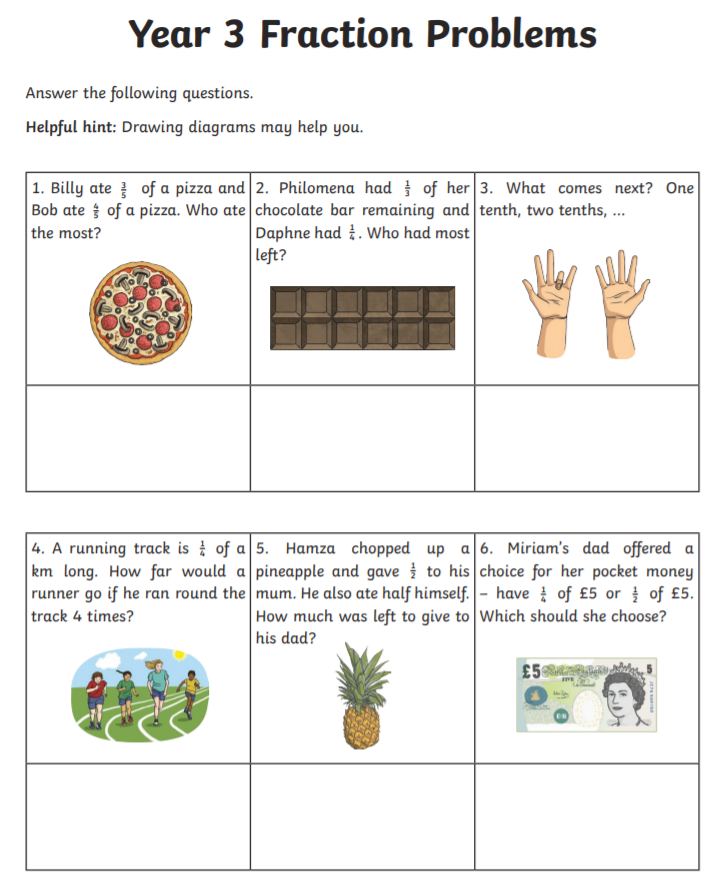 Year 3 Fraction Problems
Answer the following questions.
Helpful hint: Drawing diagrams may help you.
1. Billy ate 3/5 of a pizza and
Bob ate 4/5 of a pizza. Who ate
the most?
2. Philomena had 1/3 of her
chocolate bar remaining and
Daphne had 1/4. Who had most
left?
3. What comes next? One
tenth, two tenths, ...
4. A running track is 1/4 of a
km long. How far would a
runner go if he ran round the
track 4 times?
5. Hamza chopped up a
pineapple and gave 1/2 to his
mum. He also ate half himself.
How much was left to give to
his dad?
6. Miriam's dad offered a
choice for her pocket money
– have 1/4 of £5 or 1/2 of £5.
Which should she choose?
£5
5